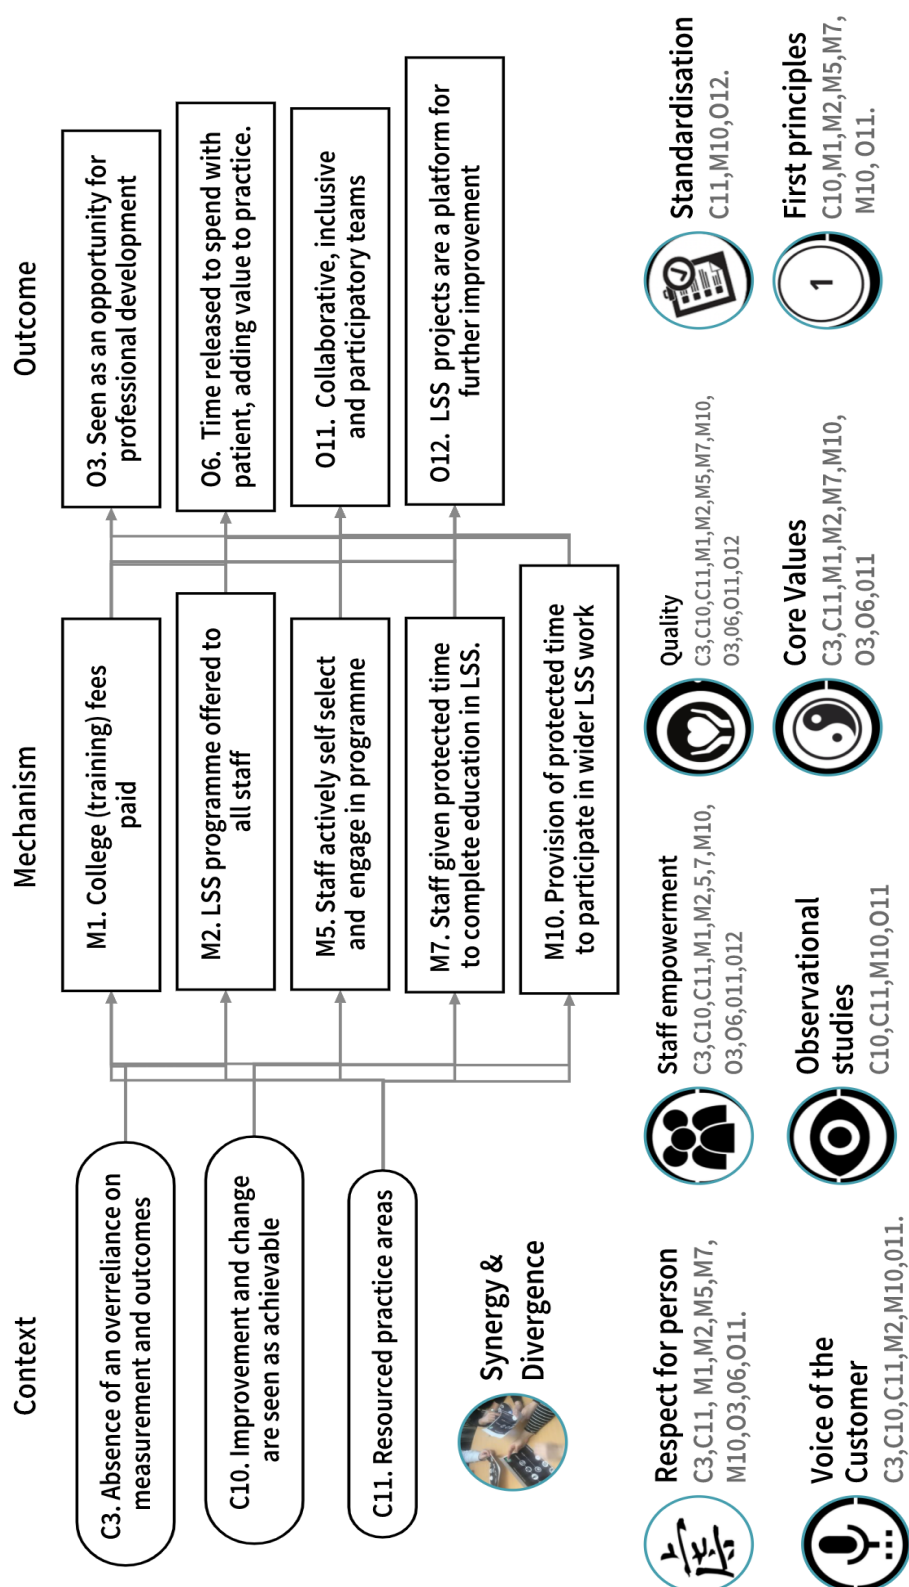 Context
Mechanism
Outcome
C3. Absence of an overreliance on
measurement and outcomes
C10. Improvement and change
are seen as achievable
C11. Resourced practice areas
M1. College (training) fees
paid
M2. LSS programme offered to
all staff
M5. Staff actively self select
and engage in programme
M7. Staff given protected time
to complete education in LSS.
M10. Provision of protected time
to participate in wider LSS work
O3. Seen as an opportunity for
professional development
O6. Time released to spend with
patient, adding value to practice.
O11. Collaborative, inclusive
and participatory teams
O12. LSS projects are a platform for
further improvement
Synergy &
Divergence
Respect for person
C3,C11, M1,M2,M5,M7,
M10,O3,06,O11.
Staff empowerment
C3,C10,C11,M1,M2,5,7,M10,
O3,O6,011,012
Quality
C3,C10,C11,M1,M2,M5,M7,M10,
O3,06,O11,O12
Standardisation
C11,M10,O12.
Voice of the
Customer
C3,C10,C11,M2,M10,011.
Observational
studies
C10,C11,M10,O11
Core Values
C3,C11,M1,M2,M7,M10,
O3,O6,011
First principles
C10,M1,M2,M5,M7,
M10, O11.
1